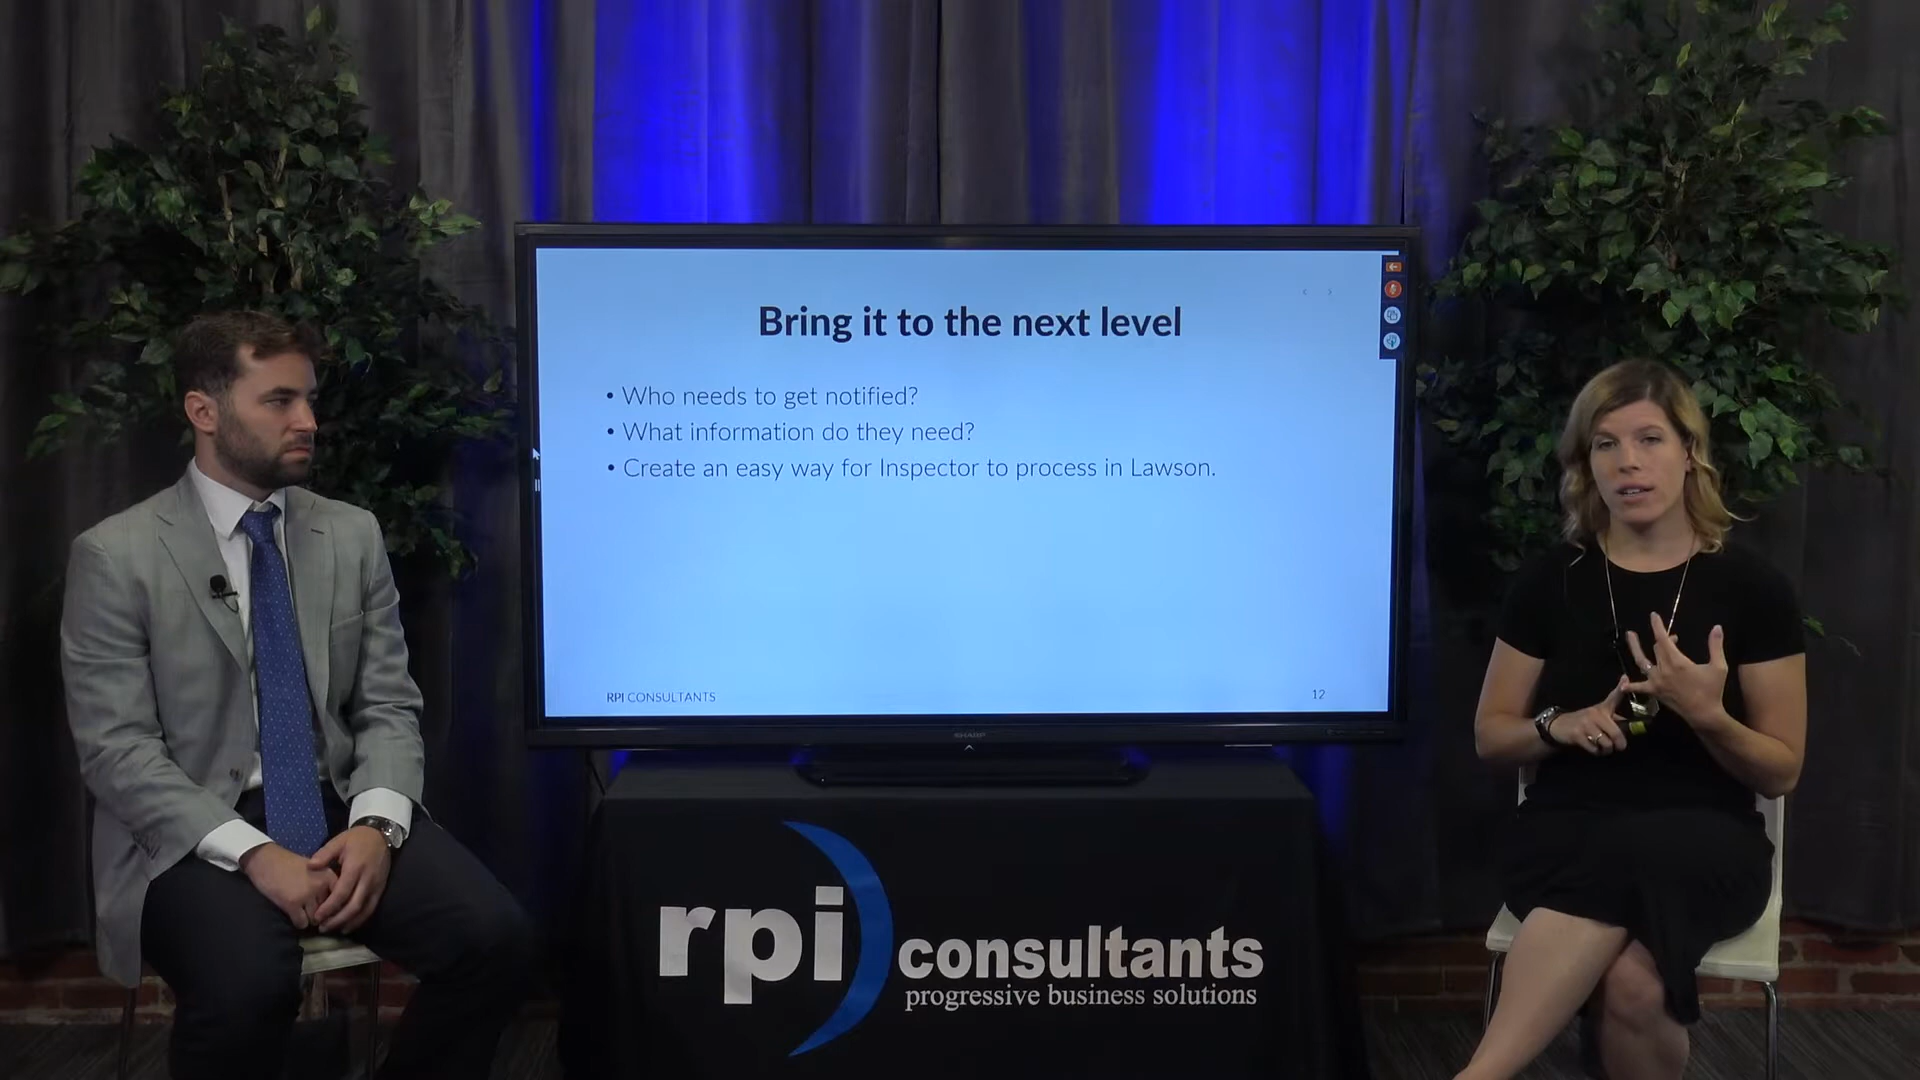 Bring it to the next level
• Who needs to get notified?
• What information do they need?
• Create an easy way for Inspector to process in Lawson.
RPI CONSULTANTS
12
SHARP
rpi consultants
progressive business solutions